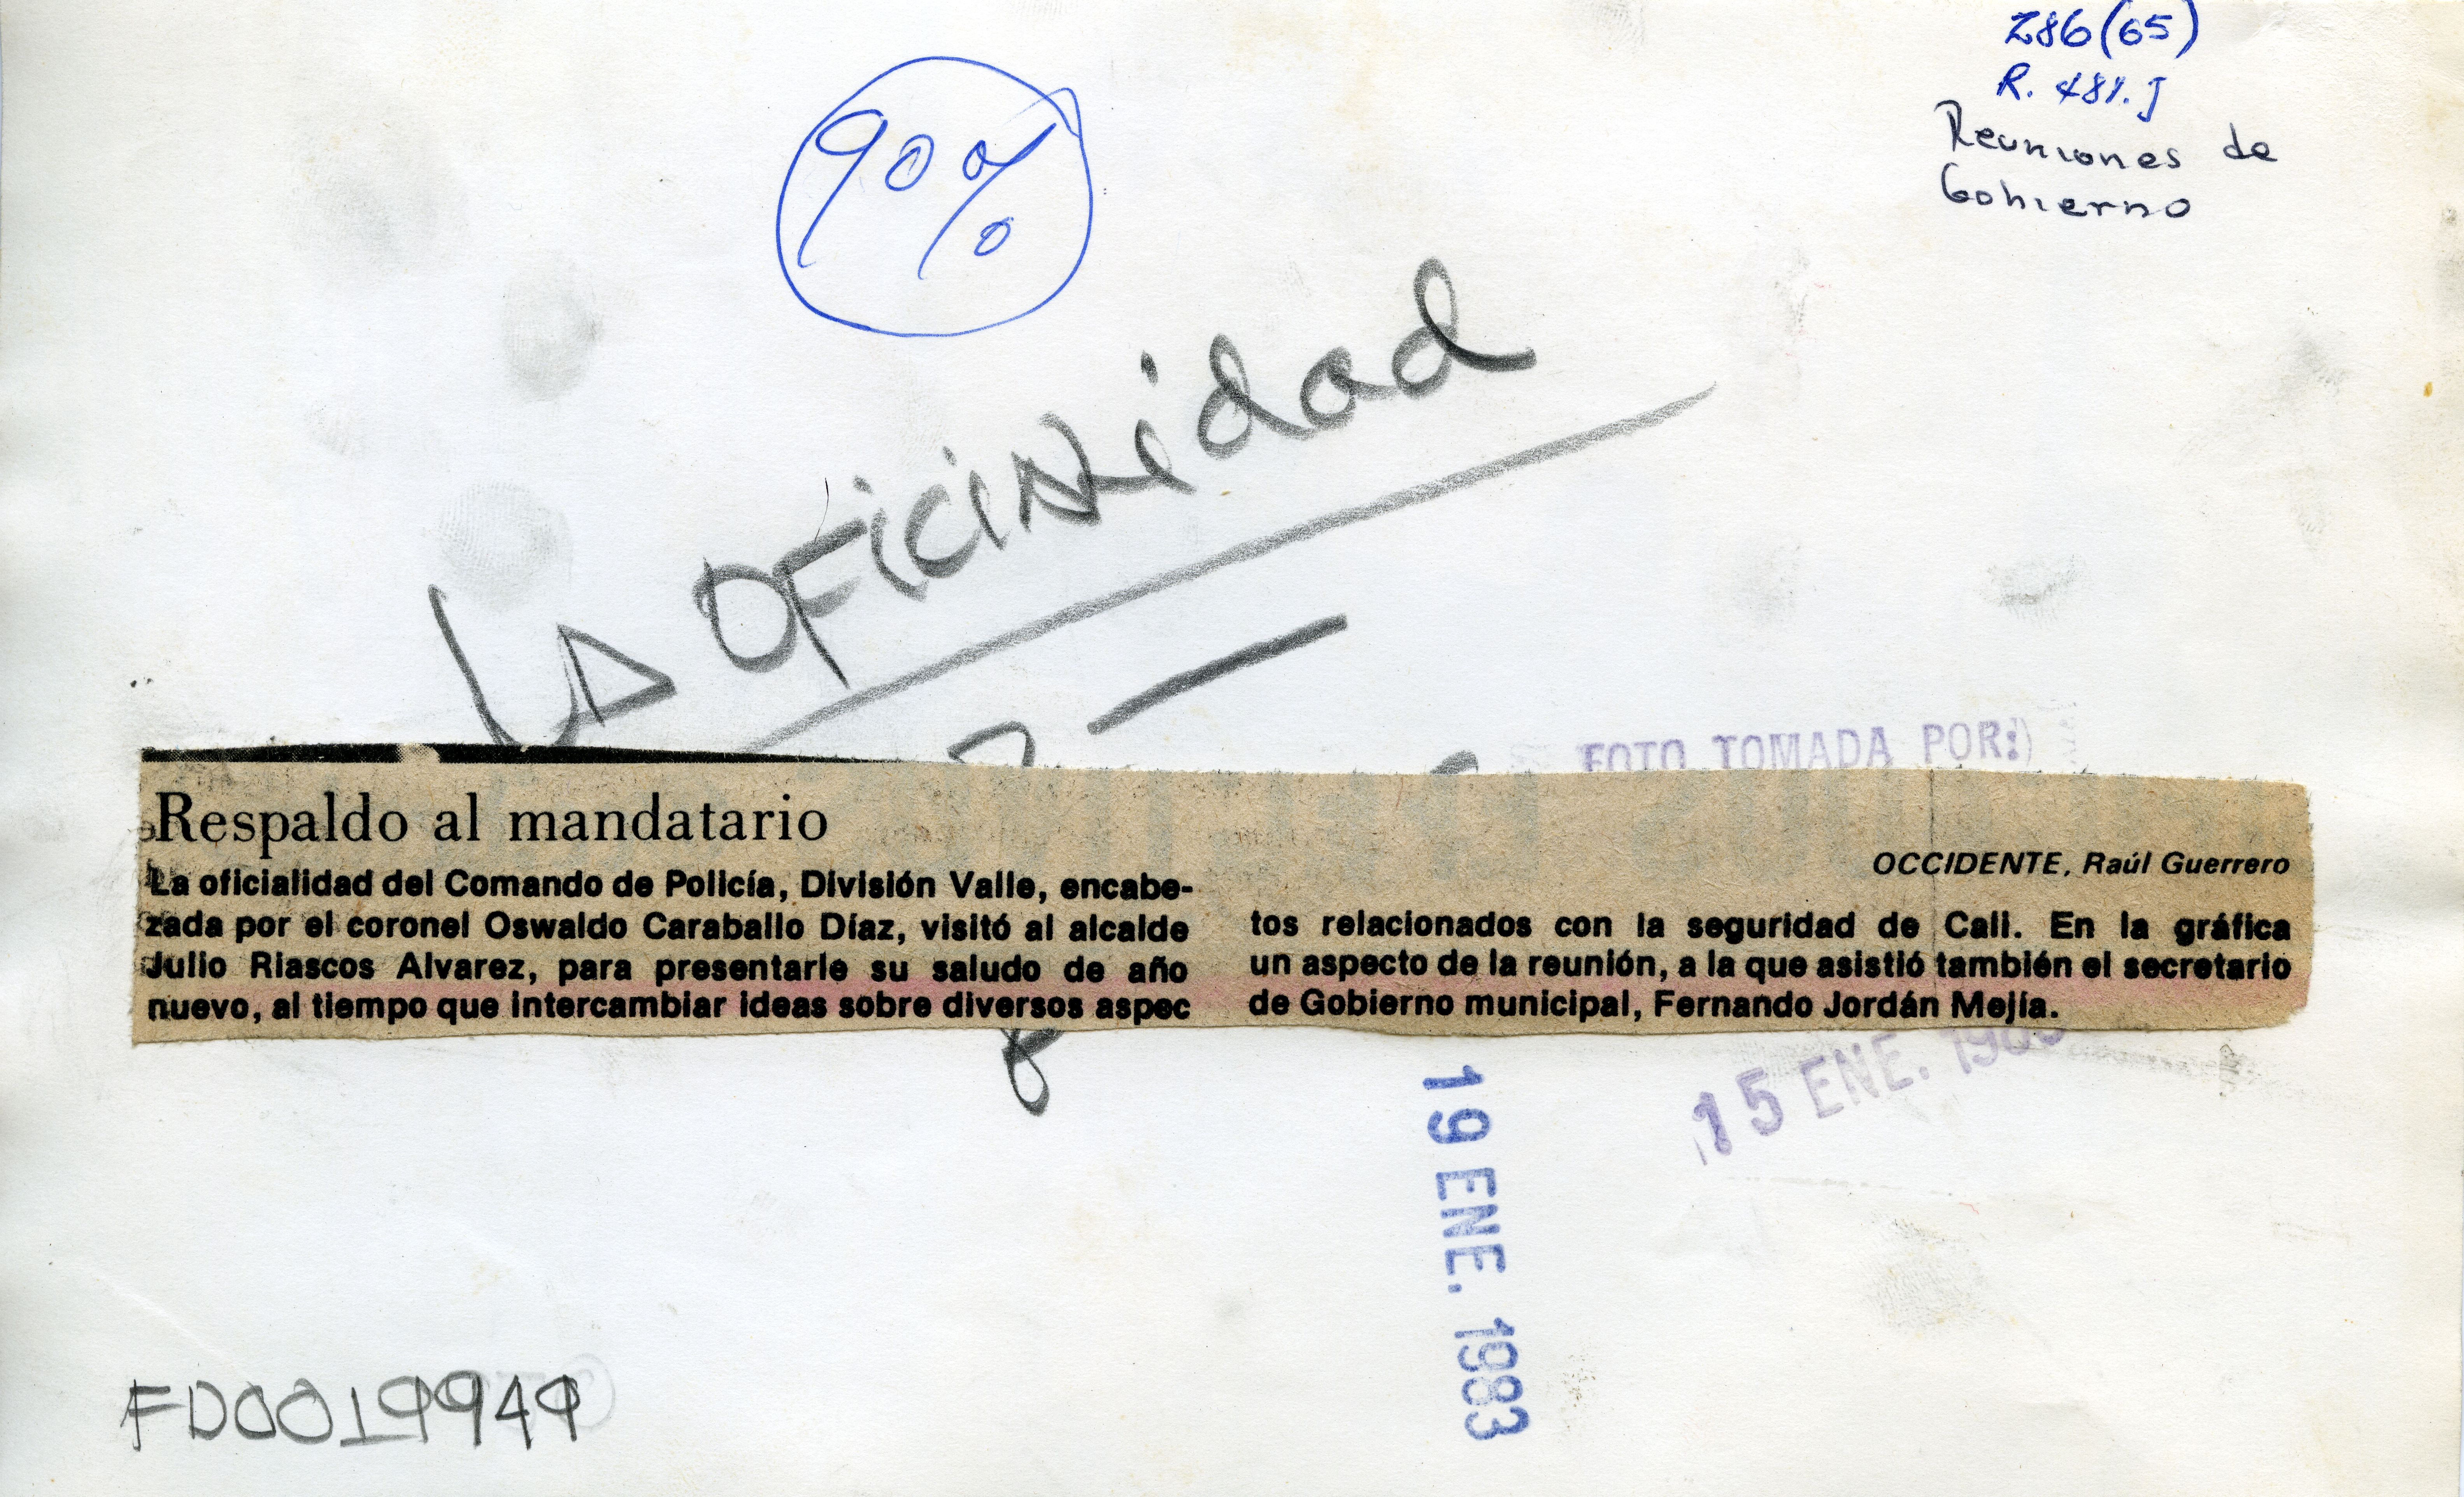 286(65)
R. 481.J
Reuniones de
Gobierno
90%
LA OFICIALidad
FOTO TOMADA POR:
Respaldo al mandatario
OCCIDENTE, Raúl Guerrero
La oficialidad del Comando de Policía, División Valle, encabe-
zada por el coronel Oswaldo Caraballo Díaz, visitó al alcalde
Julio Riascos Alvarez, para presentarle su saludo de año
nuevo, al tiempo que intercambiar ideas sobre diversos aspec
tos relacionados con la seguridad de Cali. En la gráfica
un aspecto de la reunión, a la que asistió también el secretario
de Gobierno municipal, Fernando Jordán Mejía.
15 ENE.
19 ENE. 1983
FD0019949